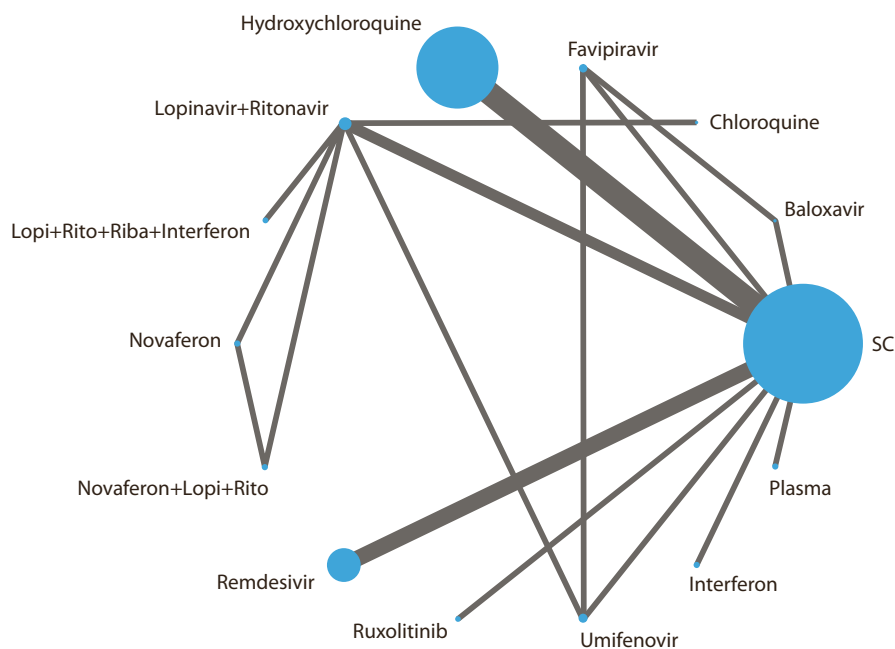 Hydroxychloroquine
Favipiravir
Lopinavir+Ritonavir
Chloroquine
Baloxavir
Lopi+Rito+Riba+Interferon
Novaferon
SC
Novaferon+Lopi+Rito
Plasma
Remdesivir
Interferon
Ruxolitinib
Umifenovir